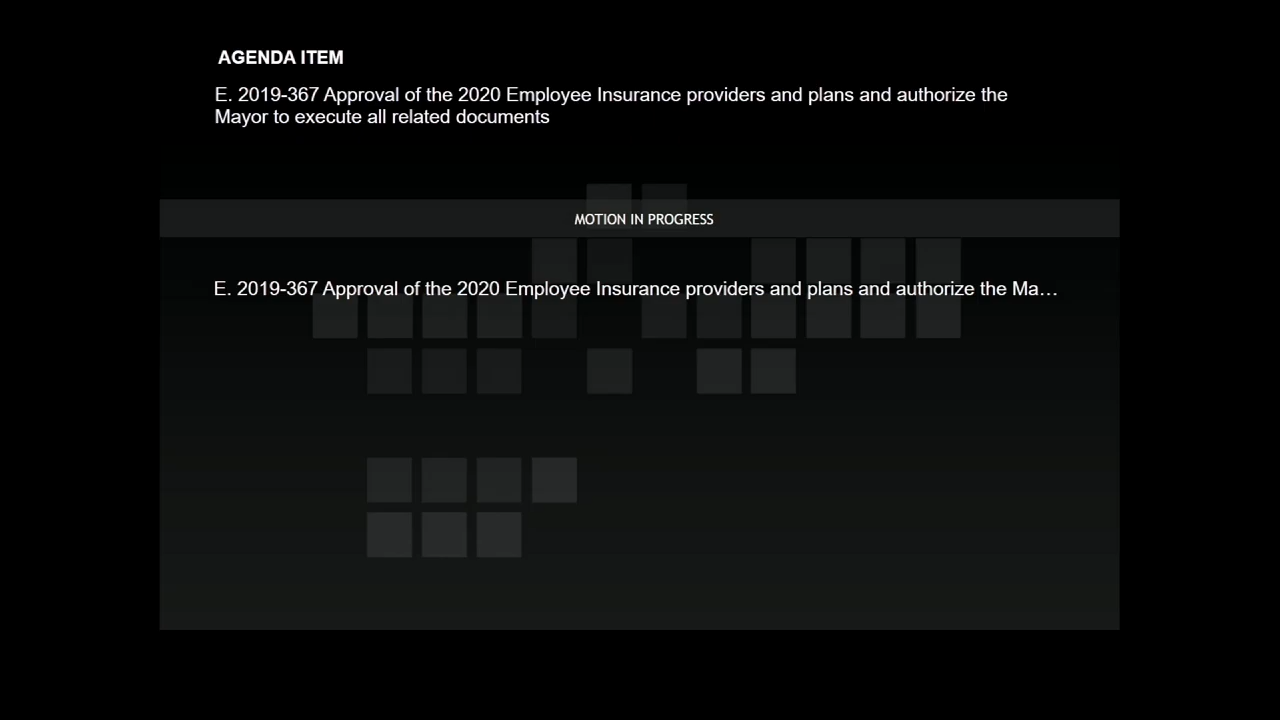 AGENDA ITEM
E. 2019-367 Approval of the 2020 Employee Insurance providers and plans and authorize the
Mayor to execute all related documents
MOTION IN PROGRESS
E. 2019-367 Approval of the 2020 Employee Insurance providers and plans and authorize the Ma…